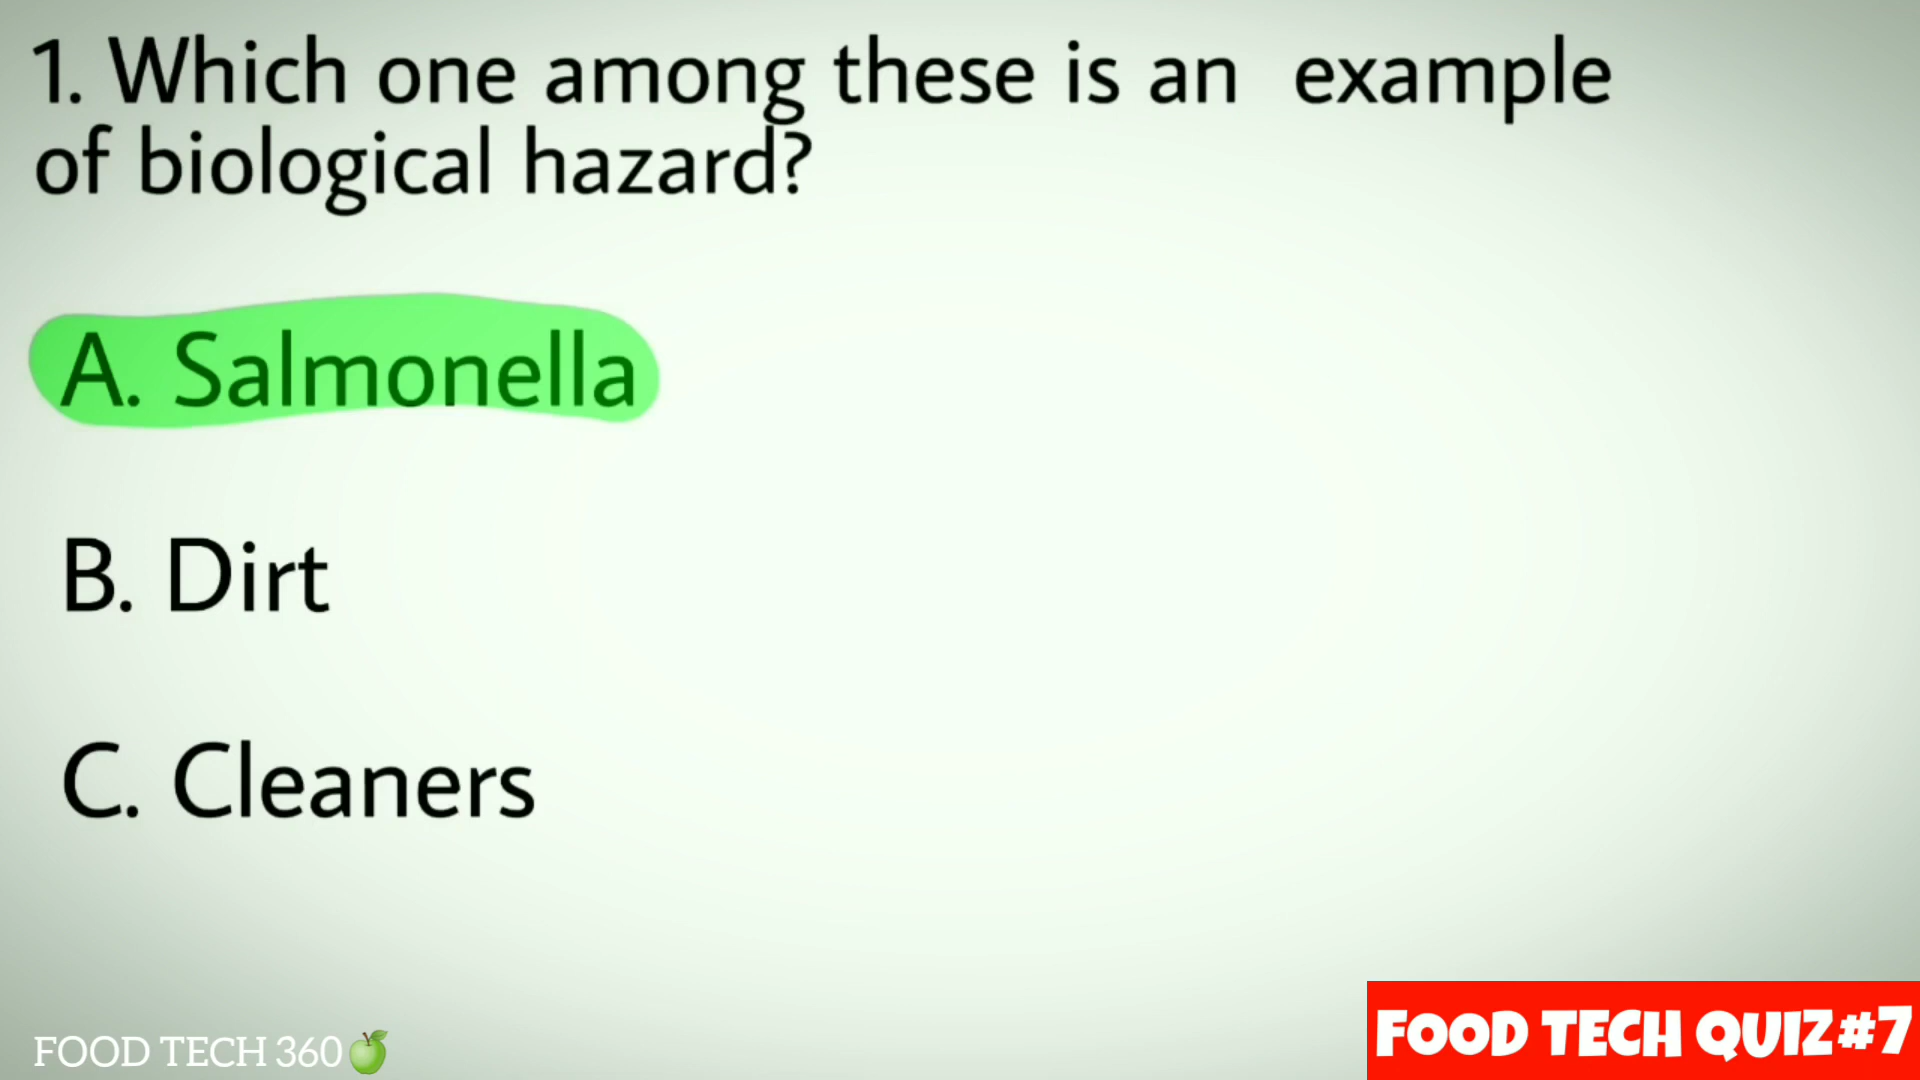 1. Which one among these is an example
of biological hazard?
A. Salmonella
B. Dirt
C. Cleaners
FOOD TECH 360
FOOD TECH QUIZ#7